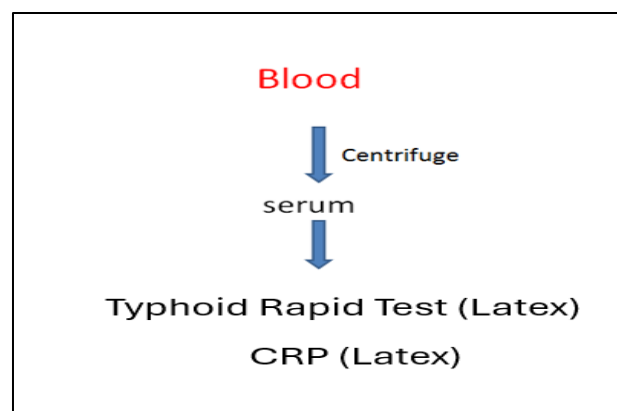 Blood
Centrifuge
serum
Typhoid Rapid Test (Latex)
CRP (Latex)